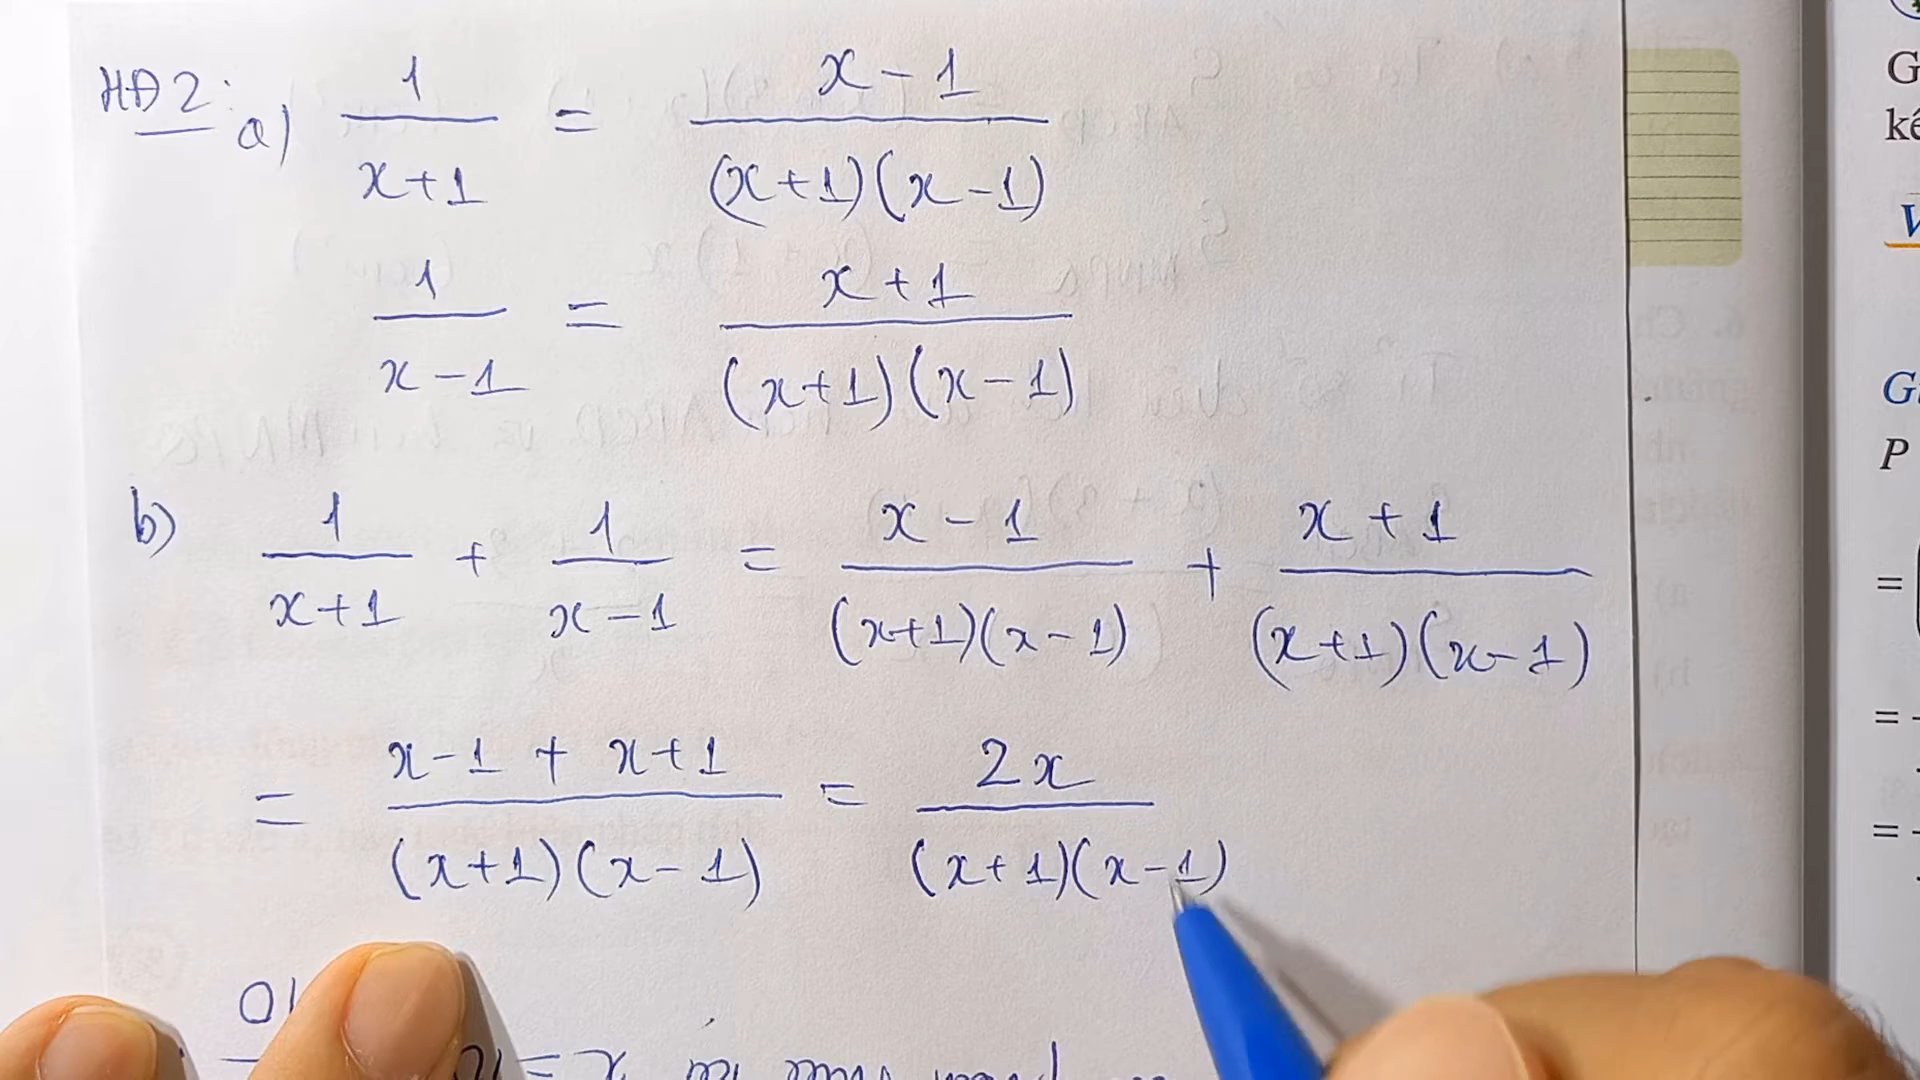 HĐ2: a) 1/(x+1) = (x-1)/((x+1)(x-1))
1/(x-1) = (x+1)/((x+1)(x-1))
b) 1/(x+1) + 1/(x-1) = (x-1)/((x+1)(x-1)) + (x+1)/((x+1)(x-1))
= (x-1+x+1)/((x+1)(x-1)) = 2x/((x+1)(x-1))
G
kê
V
P
=
=
=